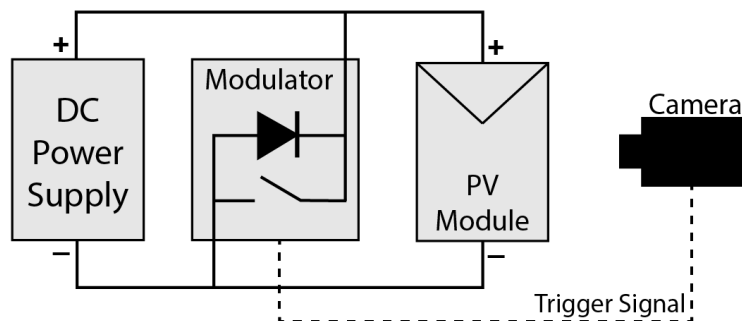 +
DC
Power
Supply
–
Modulator
+
PV
Module
–
Camera
Trigger Signal